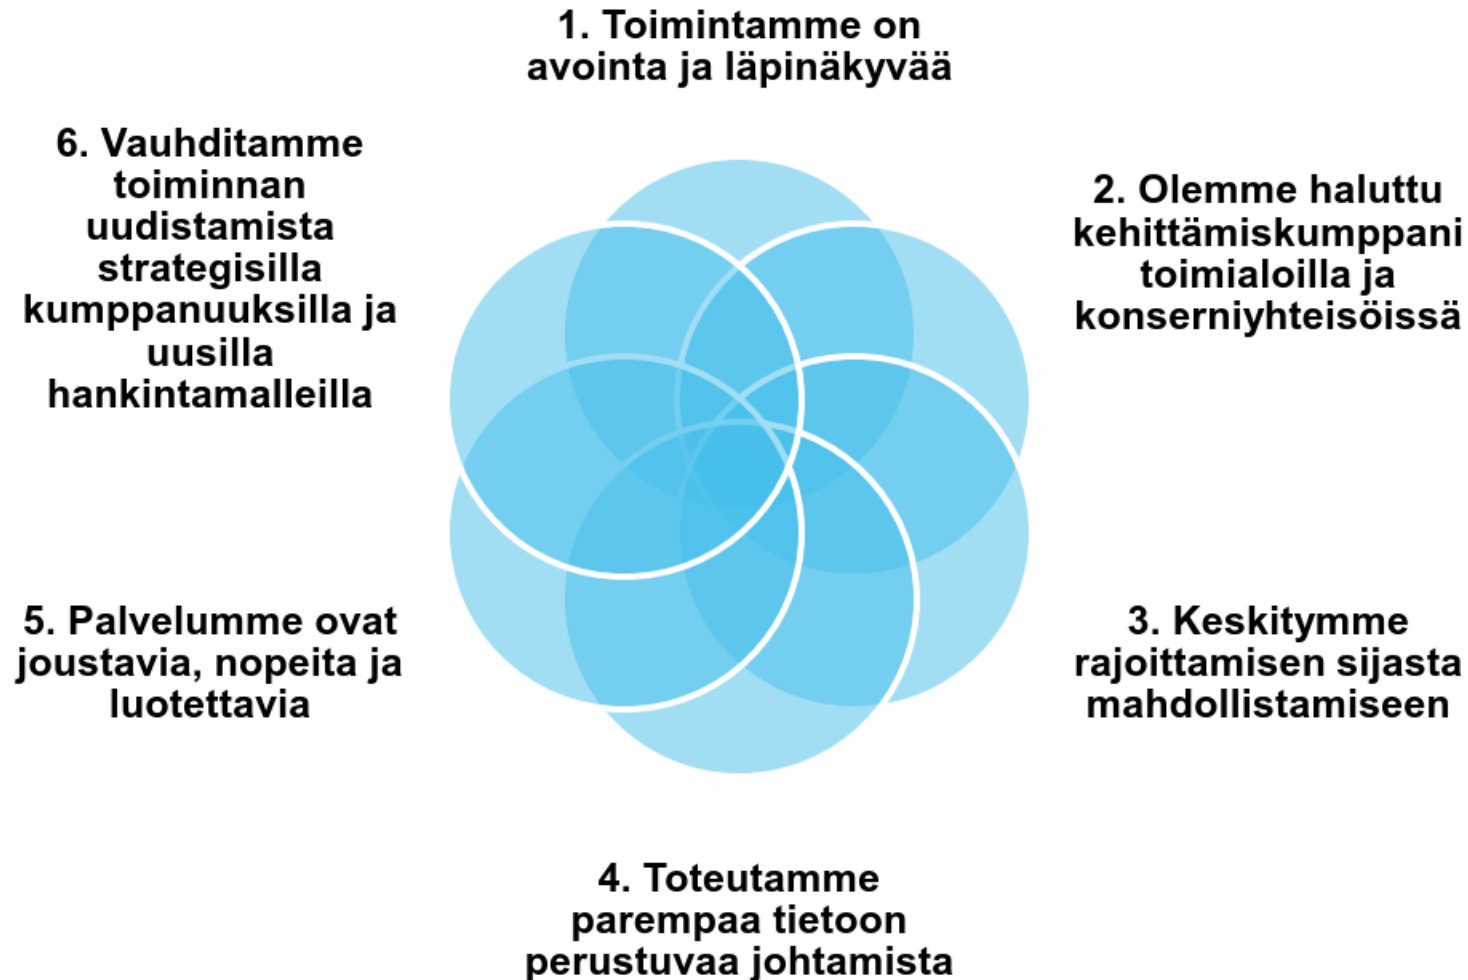 1. Toimintamme on
avointa ja läpinäkyvää
2. Olemme haluttu
kehittämiskumppani
toimialoilla ja
konserniyhteisöissä
3. Keskitymme
rajoittamisen sijasta
mahdollistamiseen
4. Toteutamme
parempaa tietoon
perustuvaa johtamista
5. Palvelumme ovat
joustavia, nopeita ja
luotettavia
6. Vauhditamme
toiminnan
uudistamista
strategisilla
kumppanuuksilla ja
uusilla
hankintamalleilla